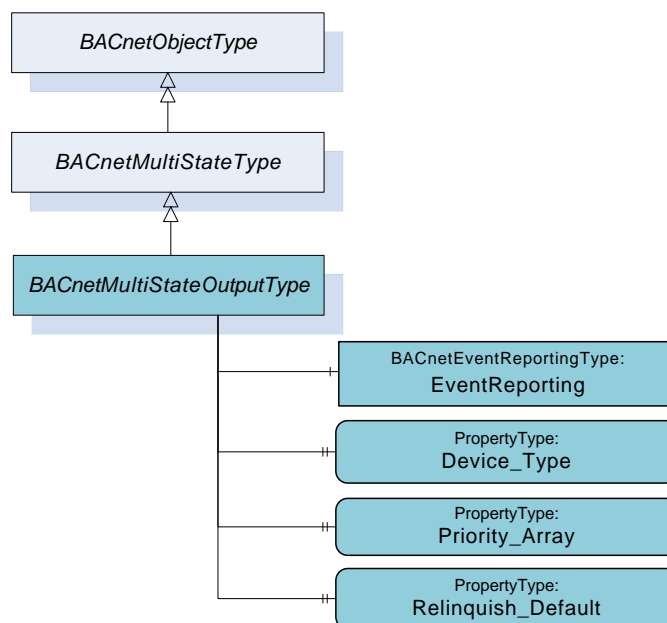 BACnetObjectType
BACnetMultiStateType
BACnetMultiStateOutputType
BACnetEventReportingType:
EventReporting
PropertyType:
Device_Type
PropertyType:
Priority_Array
PropertyType:
Relinquish_Default